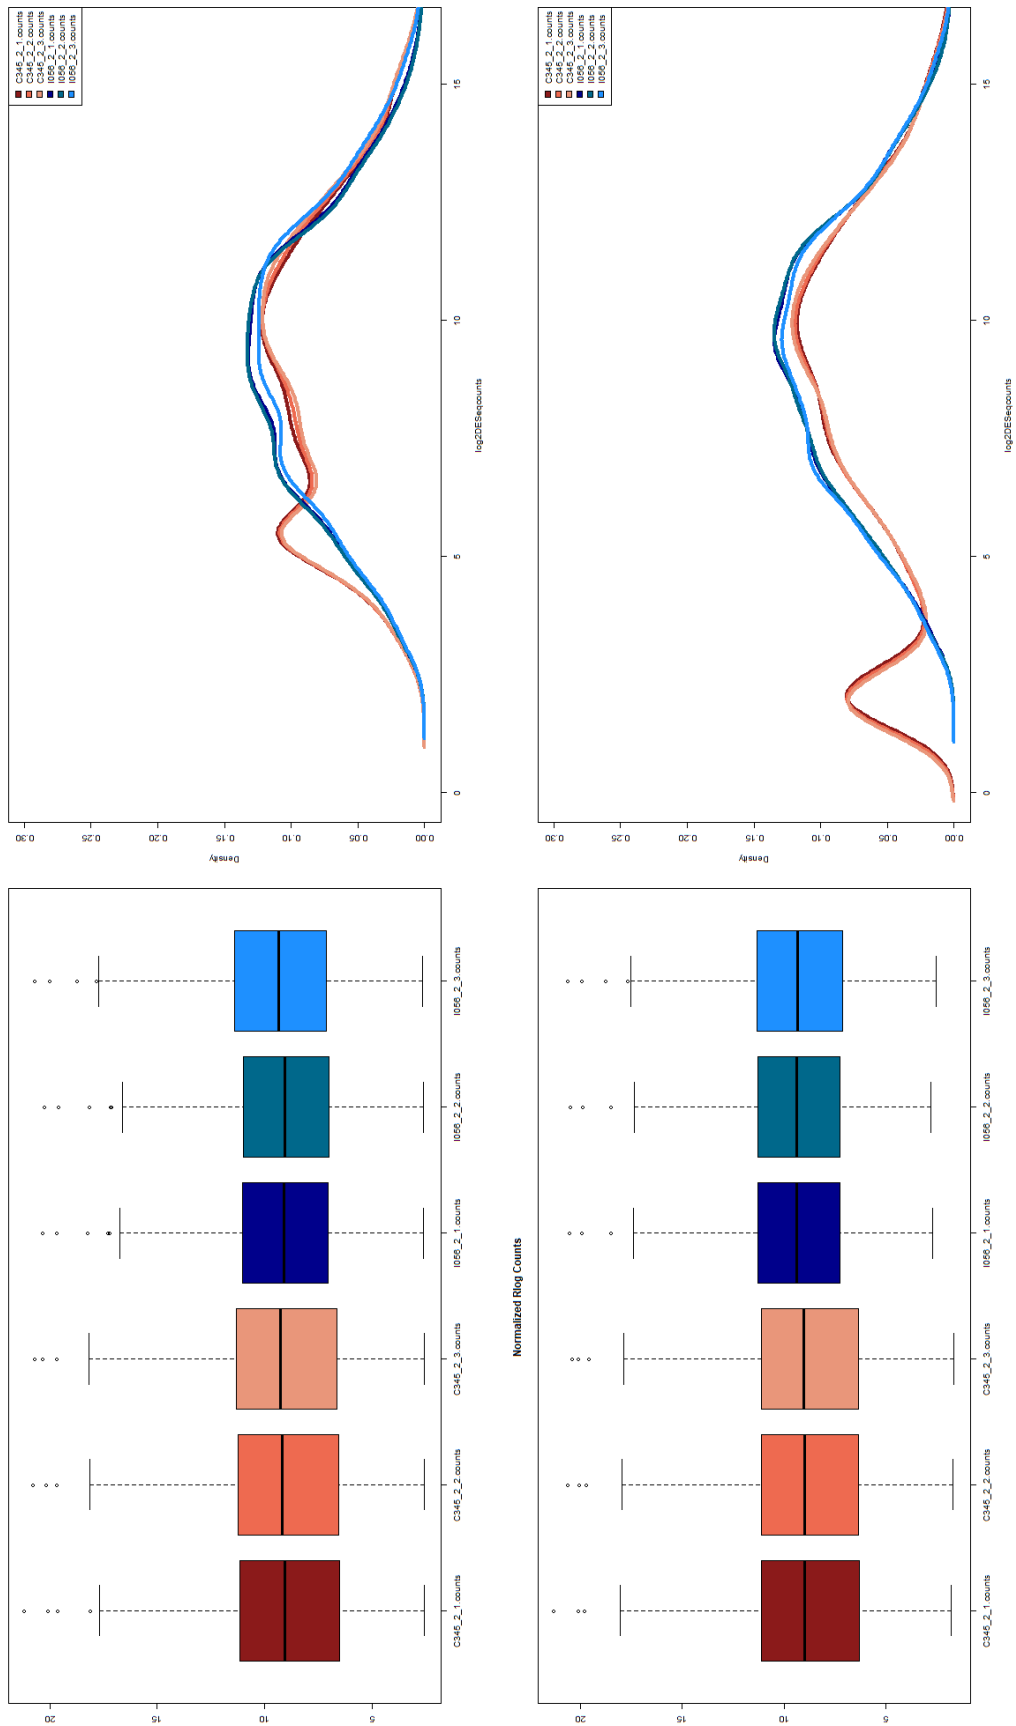 20
15
10
5
C345_2_1.counts
C345_2_2.counts
C345_2_3.counts
I056_2_1.counts
I056_2_2.counts
I056_2_3.counts
Density
0.30
0.25
0.20
0.15
0.10
0.05
0.00
C345_2_1.counts
C345_2_2.counts
C345_2_3.counts
I056_2_1.counts
I056_2_2.counts
I056_2_3.counts
0
5
10
15
log2DESeqcounts
Normalized Rlog Counts
20
15
10
5
C345_2_1.counts
C345_2_2.counts
C345_2_3.counts
I056_2_1.counts
I056_2_2.counts
I056_2_3.counts
Density
0.30
0.25
0.20
0.15
0.10
0.05
0.00
C345_2_1.counts
C345_2_2.counts
C345_2_3.counts
I056_2_1.counts
I056_2_2.counts
I056_2_3.counts
0
5
10
15
log2DESeqcounts